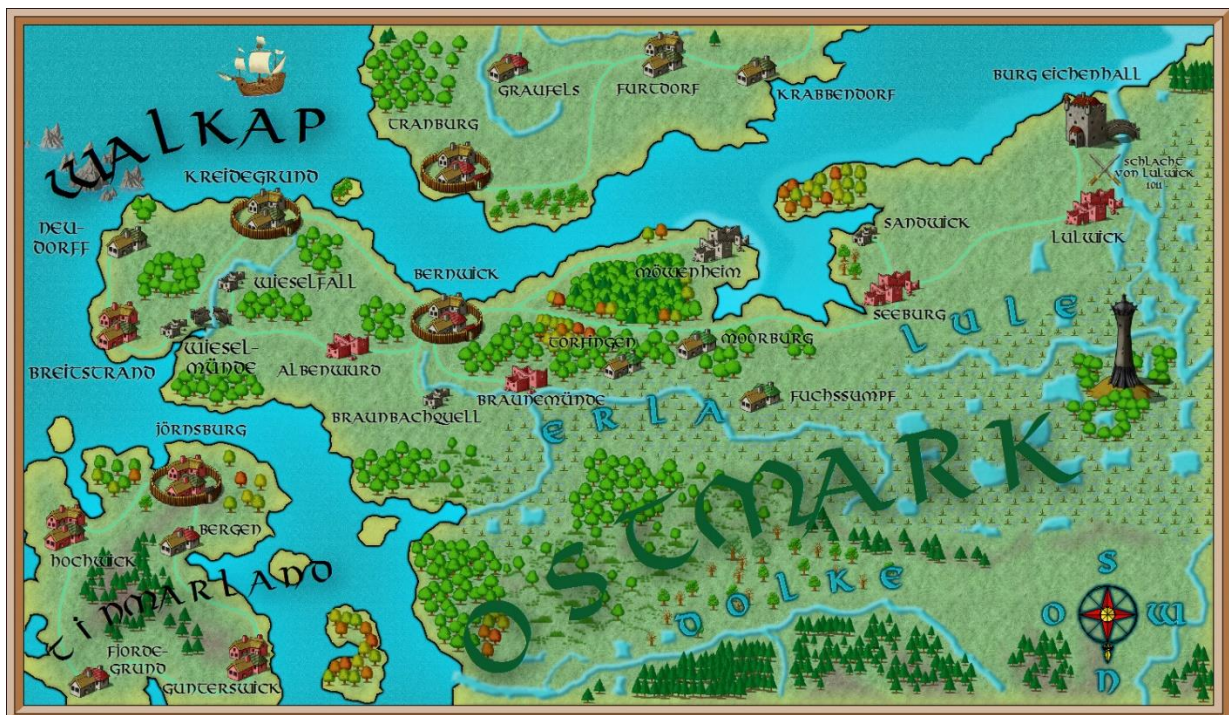 WALKAP
KREIDEGRUND
NEU-
DORFF
WIESELFALL
WIESEL-
MÜNDE
BREITSTRAND
ALBENWURD
BERNWICK
BRAUNBACHQUELL
BRAUNEMÜNDE
TRANBURG
GRAUFELS
FURTDORF
KRABBENDORF
MÖWENHEIM
TORFINGEN
MOORBURG
FUCHSSUMPF
SANDWICK
SEEBURG
BURG EICHENHALL
SCHLACHT
VON LULWICK
1011
LULWICK
LULE
ERLA
OSTMARK
DOLKE
JÖRNSBURG
HOCHWICK
BERGEN
TINMARLAND
FJORDE-
GRUND
GUNTERSWICK
S
O W
N